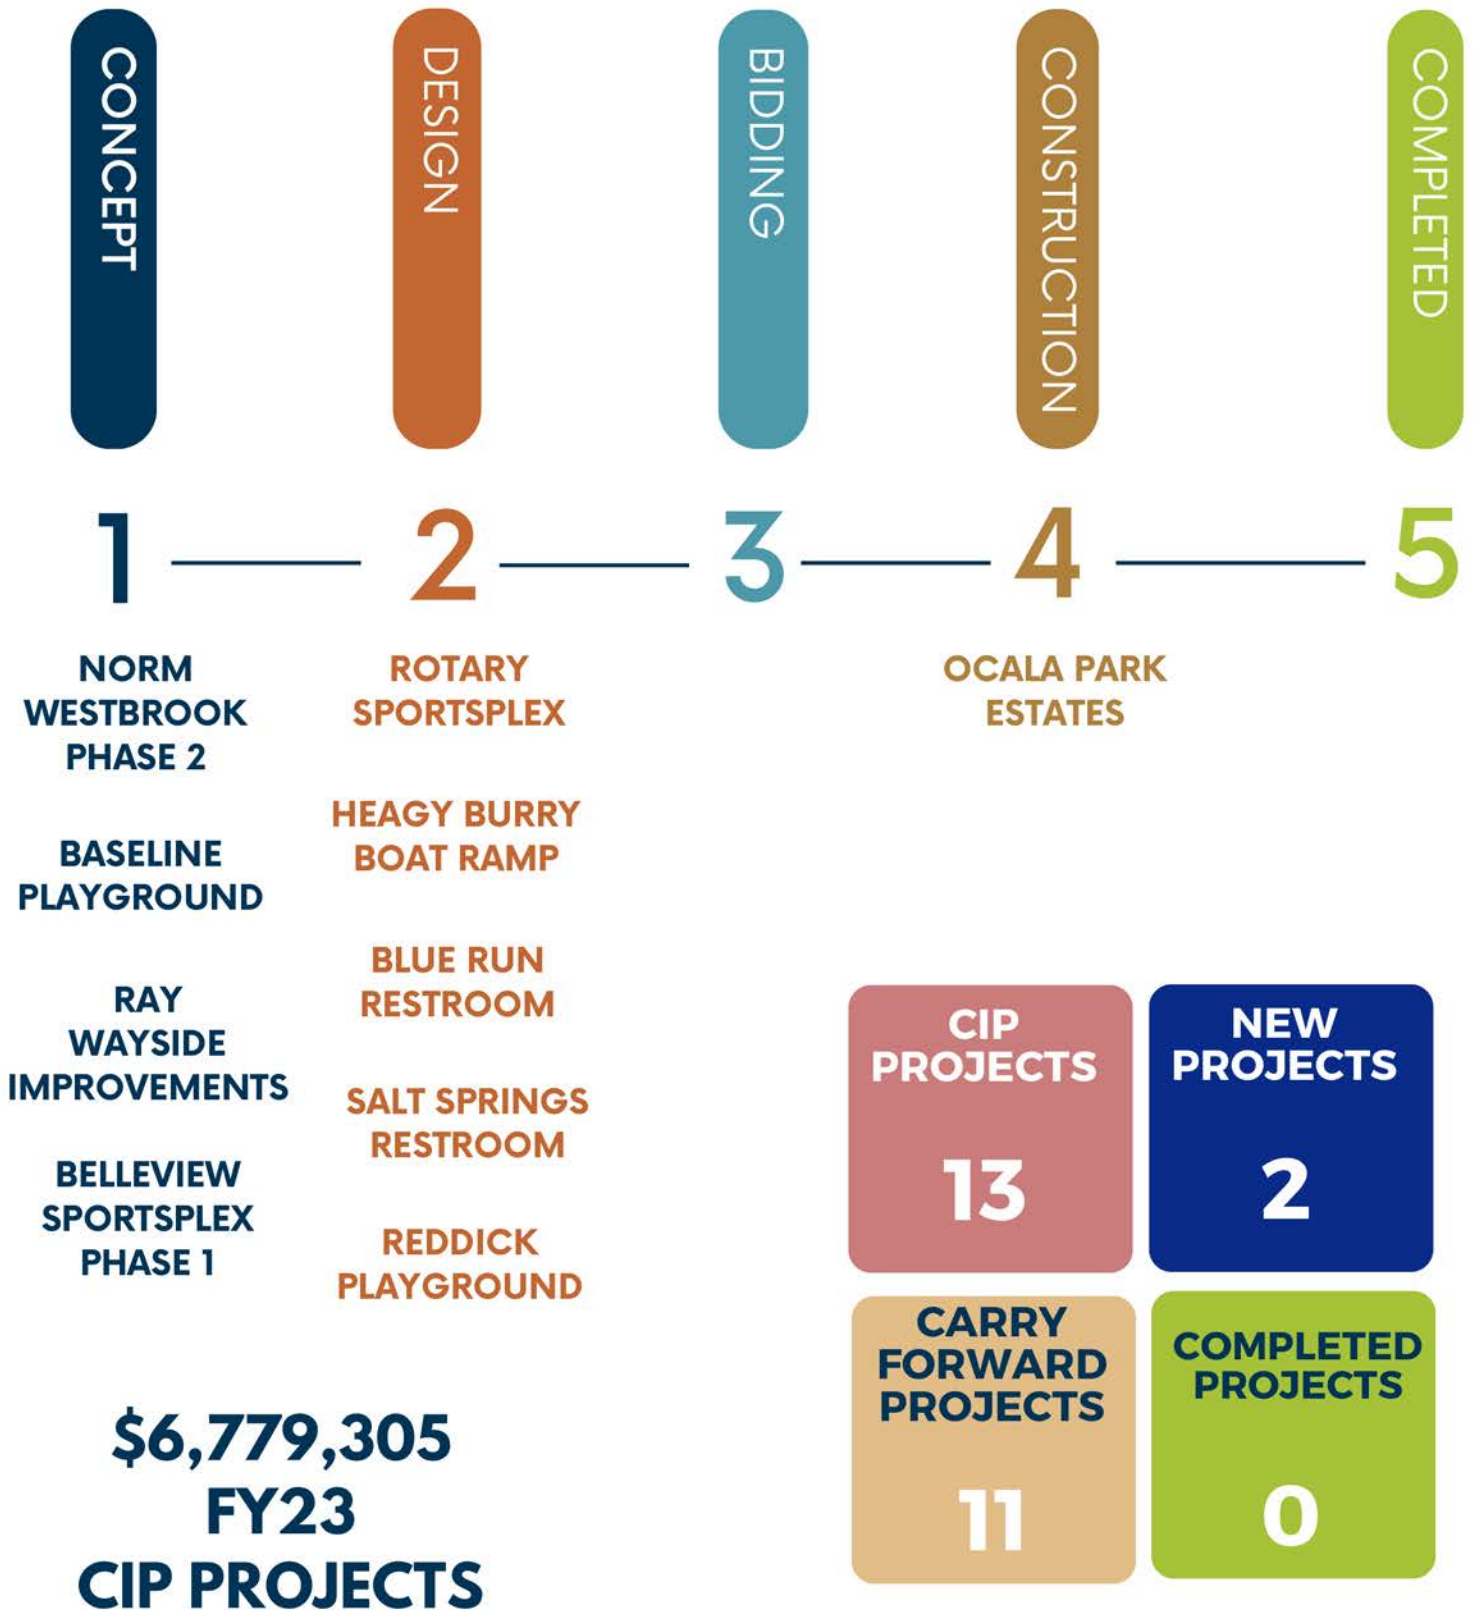 CONCEPT
DESIGN
BIDDING
CONSTRUCTION
COMPLETED
1
2
3
4
5
NORM
WESTBROOK
PHASE 2
BASELINE
PLAYGROUND
RAY
WAYSIDE
IMPROVEMENTS
BELLEVIEW
SPORTSPLEX
PHASE 1
ROTARY
SPORTSPLEX
HEAGY BURRY
BOAT RAMP
BLUE RUN
RESTROOM
SALT SPRINGS
RESTROOM
REDDICK
PLAYGROUND
OCALA PARK
ESTATES
CIP
PROJECTS
13
NEW
PROJECTS
2
CARRY
FORWARD
PROJECTS
11
COMPLETED
PROJECTS
0
$6,779,305
FY23
CIP PROJECTS